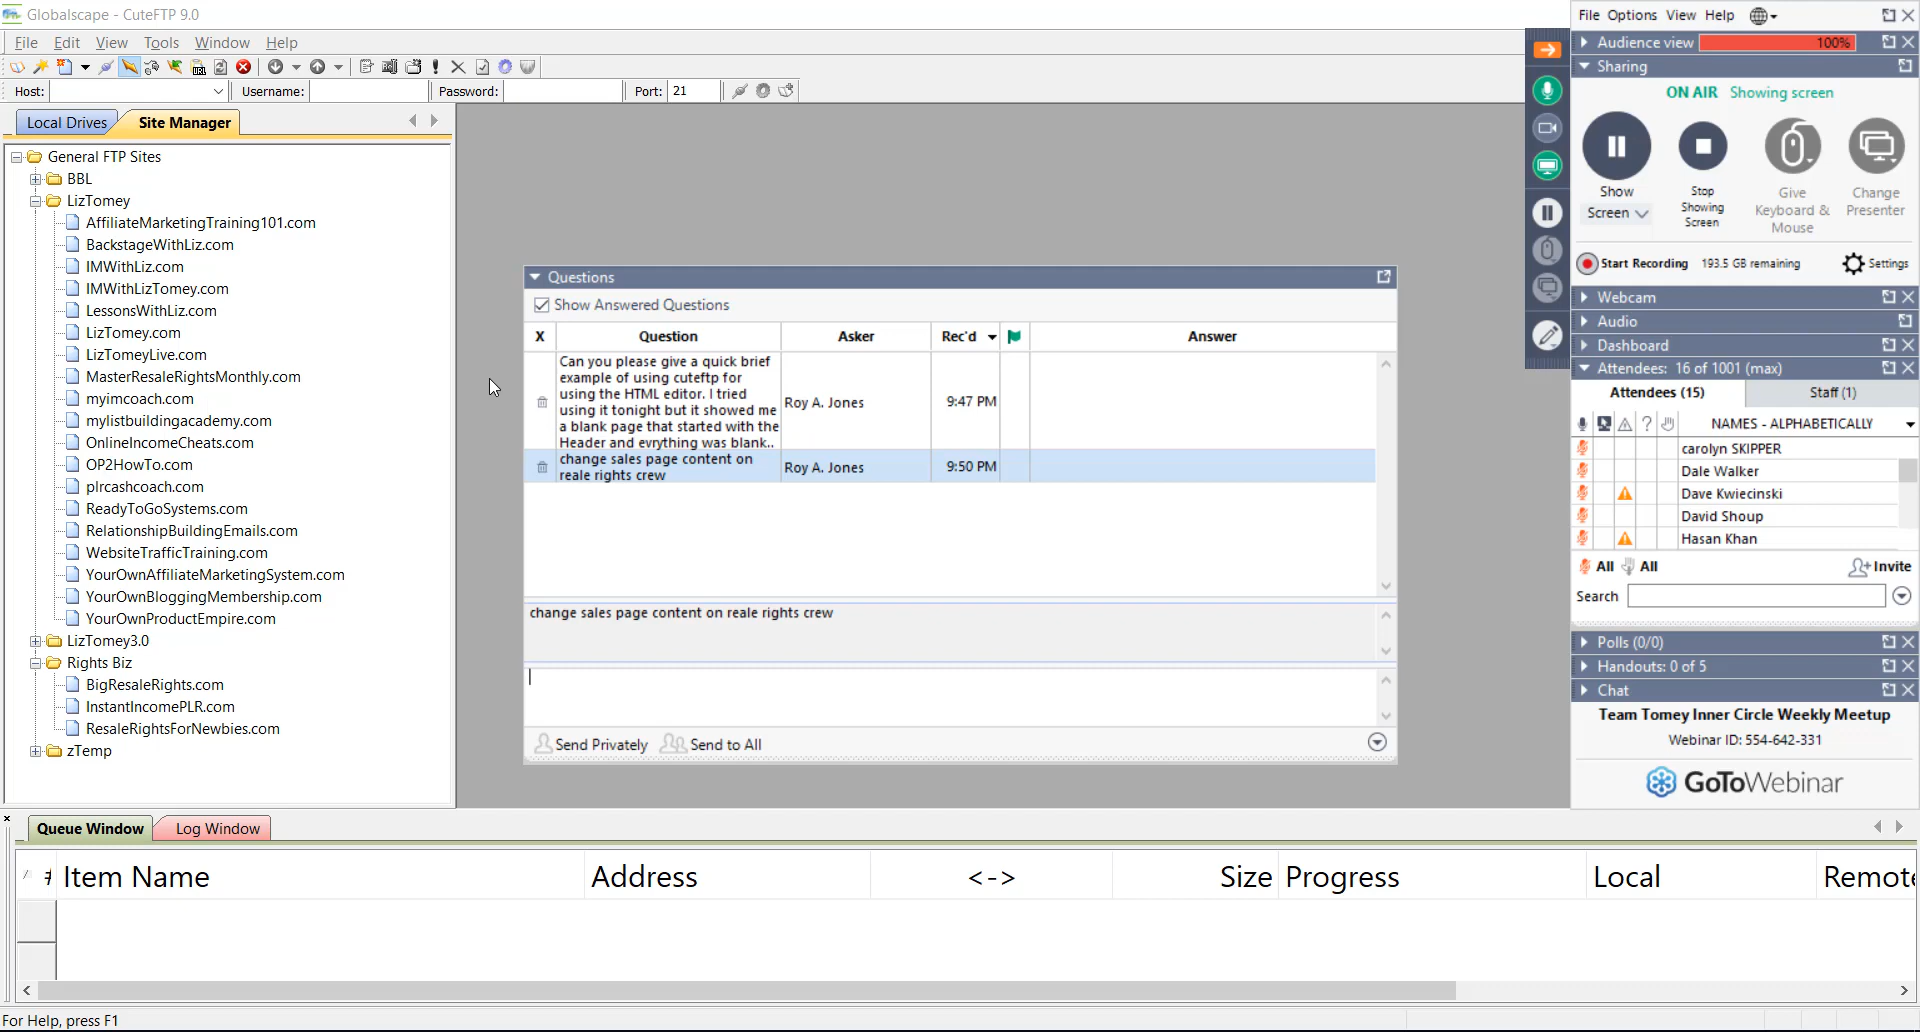 Globalscape - CuteFTP 9.0
File Edit View Tools Window Help
Host: Username: Password: Port: 21
Local Drives Site Manager
General FTP Sites
BBL
LizTomey
AffiliateMarketingTraining101.com
BackstageWithLiz.com
IMWithLiz.com
IMWithLizTomey.com
LessonsWithLiz.com
LizTomey.com
LizTomeyLive.com
MasterResaleRightsMonthly.com
myimcoach.com
mylistbuildingacademy.com
OnlineIncomeCheats.com
OP2HowTo.com
plrcashcoach.com
ReadyToGoSystems.com
RelationshipBuildingEmails.com
WebsiteTrafficTraining.com
YourOwnAffiliateMarketingSystem.com
YourOwnBloggingMembership.com
YourOwnProductEmpire.com
LizTomey3.0
Rights Biz
BigResaleRights.com
InstantIncomePLR.com
ResaleRightsForNewbies.com
zTemp
Questions
Show Answered Questions
X Question Asker Rec'd Answer
Can you please give a quick brief
example of using cuteftp for
using the HTML editor. I tried
using it tonight but it showed me
a blank page that started with the
Header and evrything was blank..
Roy A. Jones 9:47 PM
change sales page content on
reale rights crew
Roy A. Jones 9:50 PM
change sales page content on reale rights crew
Send Privately Send to All
File Options View Help
Audience view 100%
Sharing
ON AIR Showing screen
Show
Screen
Stop
Showing
Screen
Give
Keyboard &
Mouse
Change
Presenter
Start Recording 193.5 GB remaining Settings
Webcam
Audio
Dashboard
Attendees: 16 of 1001 (max)
Attendees (15) Staff (1)
? NAMES - ALPHABETICALLY
carolyn SKIPPER
Dale Walker
Dave Kwiecinski
David Shoup
Hasan Khan
All All Invite
Search
Polls (0/0)
Handouts: 0 of 5
Chat
Team Tomey Inner Circle Weekly Meetup
Webinar ID: 554-642-331
GoToWebinar
Queue Window Log Window
# Item Name Address <-> Size Progress Local Remote
For Help, press F1